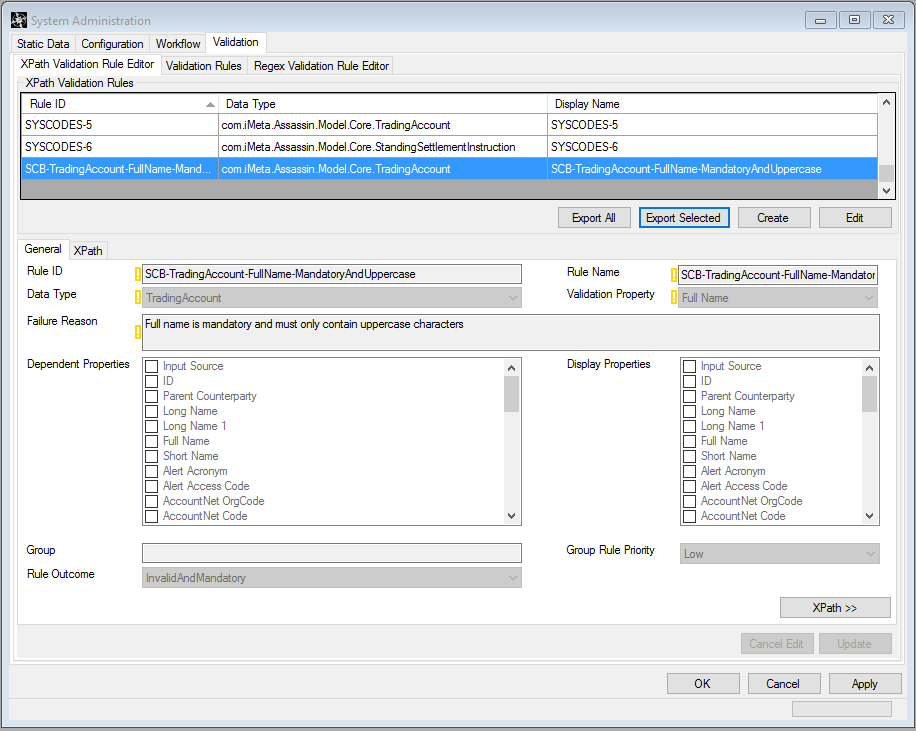 System Administration
Static Data Configuration Workflow Validation
XPath Validation Rule Editor Validation Rules Regex Validation Rule Editor
XPath Validation Rules
Rule ID Data Type Display Name
SYSCODES-5 com.iMeta.Assassin.Model.Core.TradingAccount SYSCODES-5
SYSCODES-6 com.iMeta.Assassin.Model.Core.StandingSettlementInstruction SYSCODES-6
SCB-TradingAccount-FullName-Mand... com.iMeta.Assassin.Model.Core.TradingAccount SCB-TradingAccount-FullName-MandatoryAndUppercase
Export All Export Selected Create Edit
General XPath
Rule ID SCB-TradingAccount-FullName-MandatoryAndUppercase Rule Name SCB-TradingAccount-FullName-Mandator
Data Type TradingAccount Validation Property Full Name
Failure Reason Full name is mandatory and must only contain uppercase characters
Dependent Properties Input Source Display Properties Input Source
ID ID
Parent Counterparty Parent Counterparty
Long Name Long Name
Long Name 1 Long Name 1
Full Name Full Name
Short Name Short Name
Alert Acronym Alert Acronym
Alert Access Code Alert Access Code
AccountNet OrgCode AccountNet OrgCode
AccountNet Code AccountNet Code
Group Group Rule Priority Low
Rule Outcome InvalidAndMandatory
XPath >>
Cancel Edit Update
OK Cancel Apply